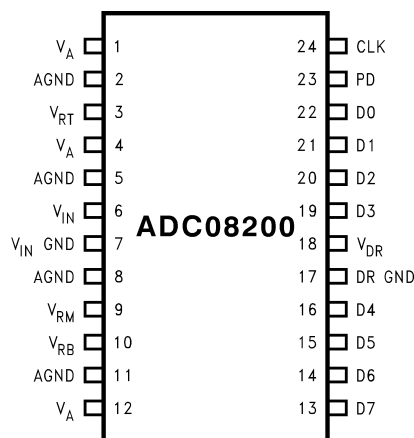 V_A 1 24 CLK
AGND 2 23 PD
V_RT 3 22 D0
V_A 4 21 D1
AGND 5 20 D2
V_IN 6 19 D3
V_IN GND 7 ADC08200 18 V_DR
AGND 8 17 DR GND
V_RM 9 16 D4
V_RB 10 15 D5
AGND 11 14 D6
V_A 12 13 D7